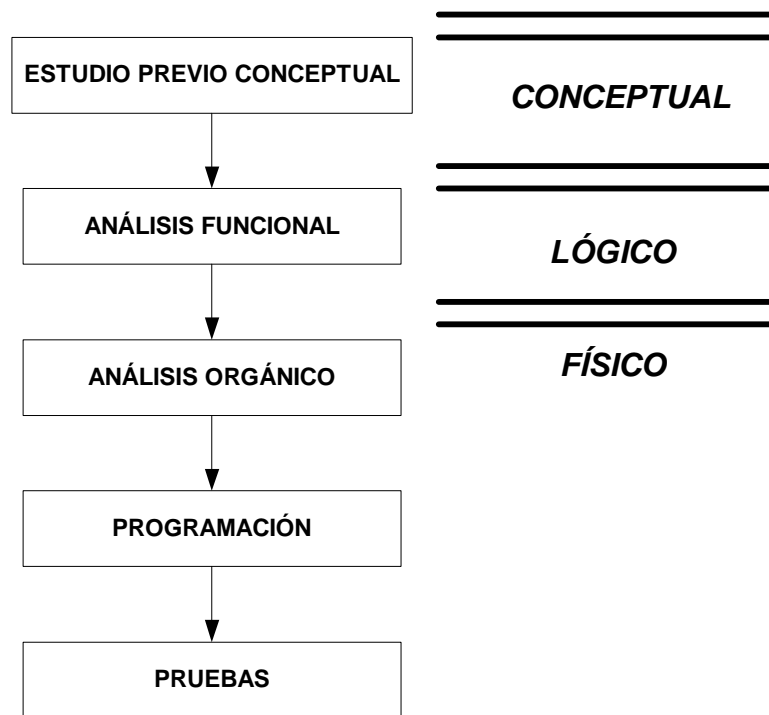 ESTUDIO PREVIO CONCEPTUAL
CONCEPTUAL
ANÁLISIS FUNCIONAL
LÓGICO
ANÁLISIS ORGÁNICO
FÍSICO
PROGRAMACIÓN
PRUEBAS